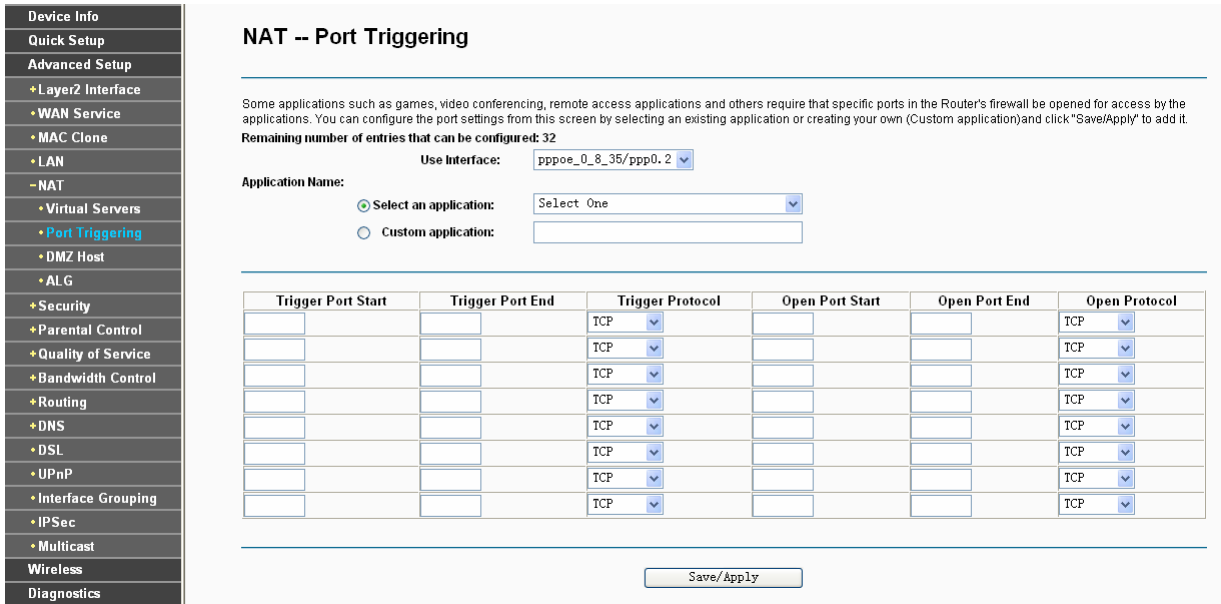 Device Info
Quick Setup
Advanced Setup
+Layer2 Interface
•WAN Service
•MAC Clone
•LAN
-NAT
•Virtual Servers
•Port Triggering
•DMZ Host
•ALG
+Security
+Parental Control
+Quality of Service
+Bandwidth Control
+Routing
+DNS
•DSL
•UPnP
•Interface Grouping
•IPSec
•Multicast
Wireless
Diagnostics
NAT -- Port Triggering
Some applications such as games, video conferencing, remote access applications and others require that specific ports in the Router's firewall be opened for access by the
applications. You can configure the port settings from this screen by selecting an existing application or creating your own (Custom application)and click "Save/Apply" to add it.
Remaining number of entries that can be configured: 32
Use Interface: pppoe_0_8_35/ppp0.2
Application Name:
Select an application: Select One
Custom application:
Trigger Port Start Trigger Port End Trigger Protocol Open Port Start Open Port End Open Protocol
TCP TCP
TCP TCP
TCP TCP
TCP TCP
TCP TCP
TCP TCP
TCP TCP
TCP TCP
Save/Apply